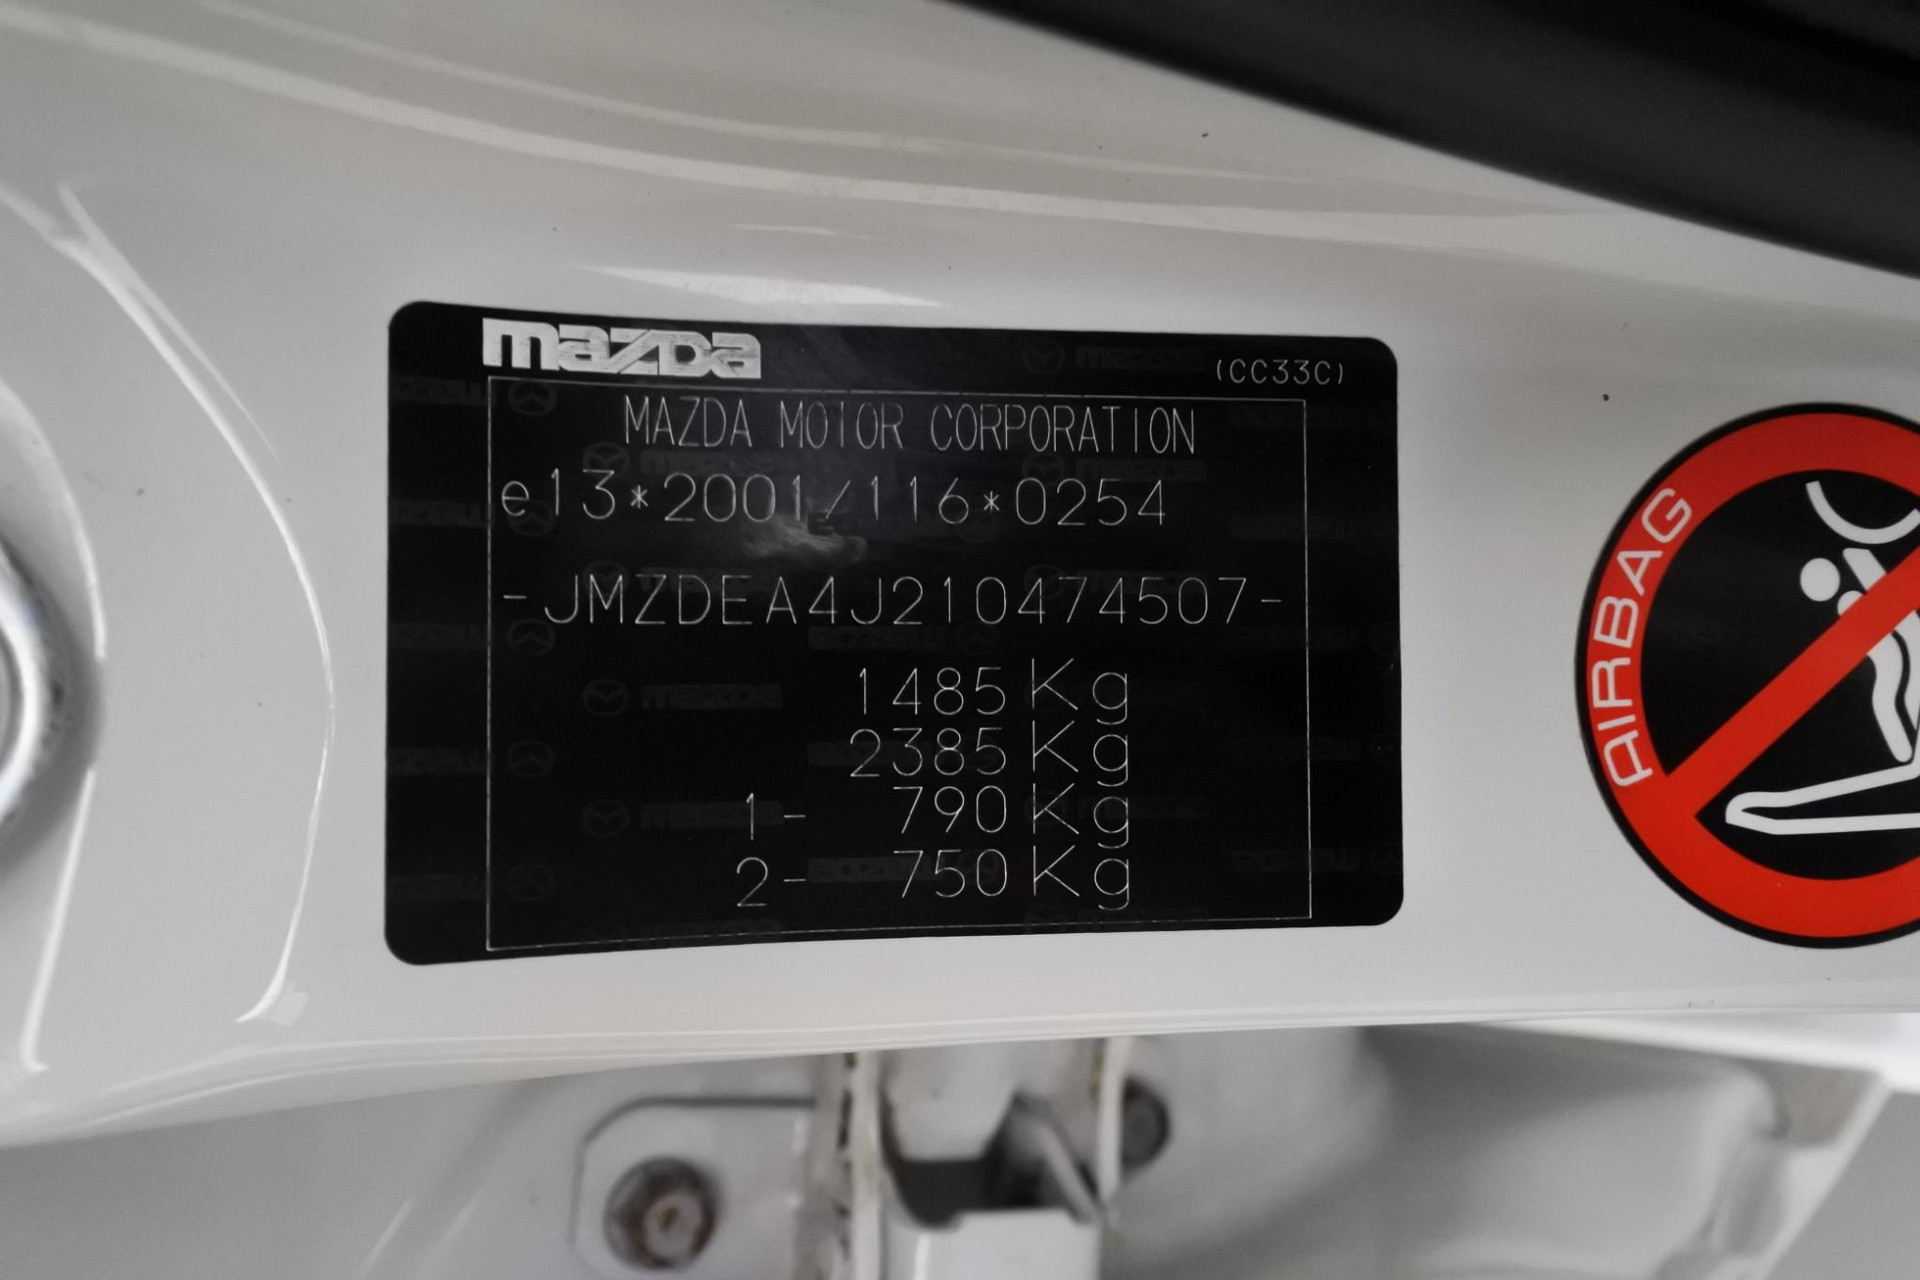 mazda
(CC33C)
MAZDA MOTOR CORPORATION
e13*2001/116*0254
-JMZDEA4J210474507-
1485 Kg
2385 Kg
1- 790 Kg
2- 750 Kg
AIRBAG